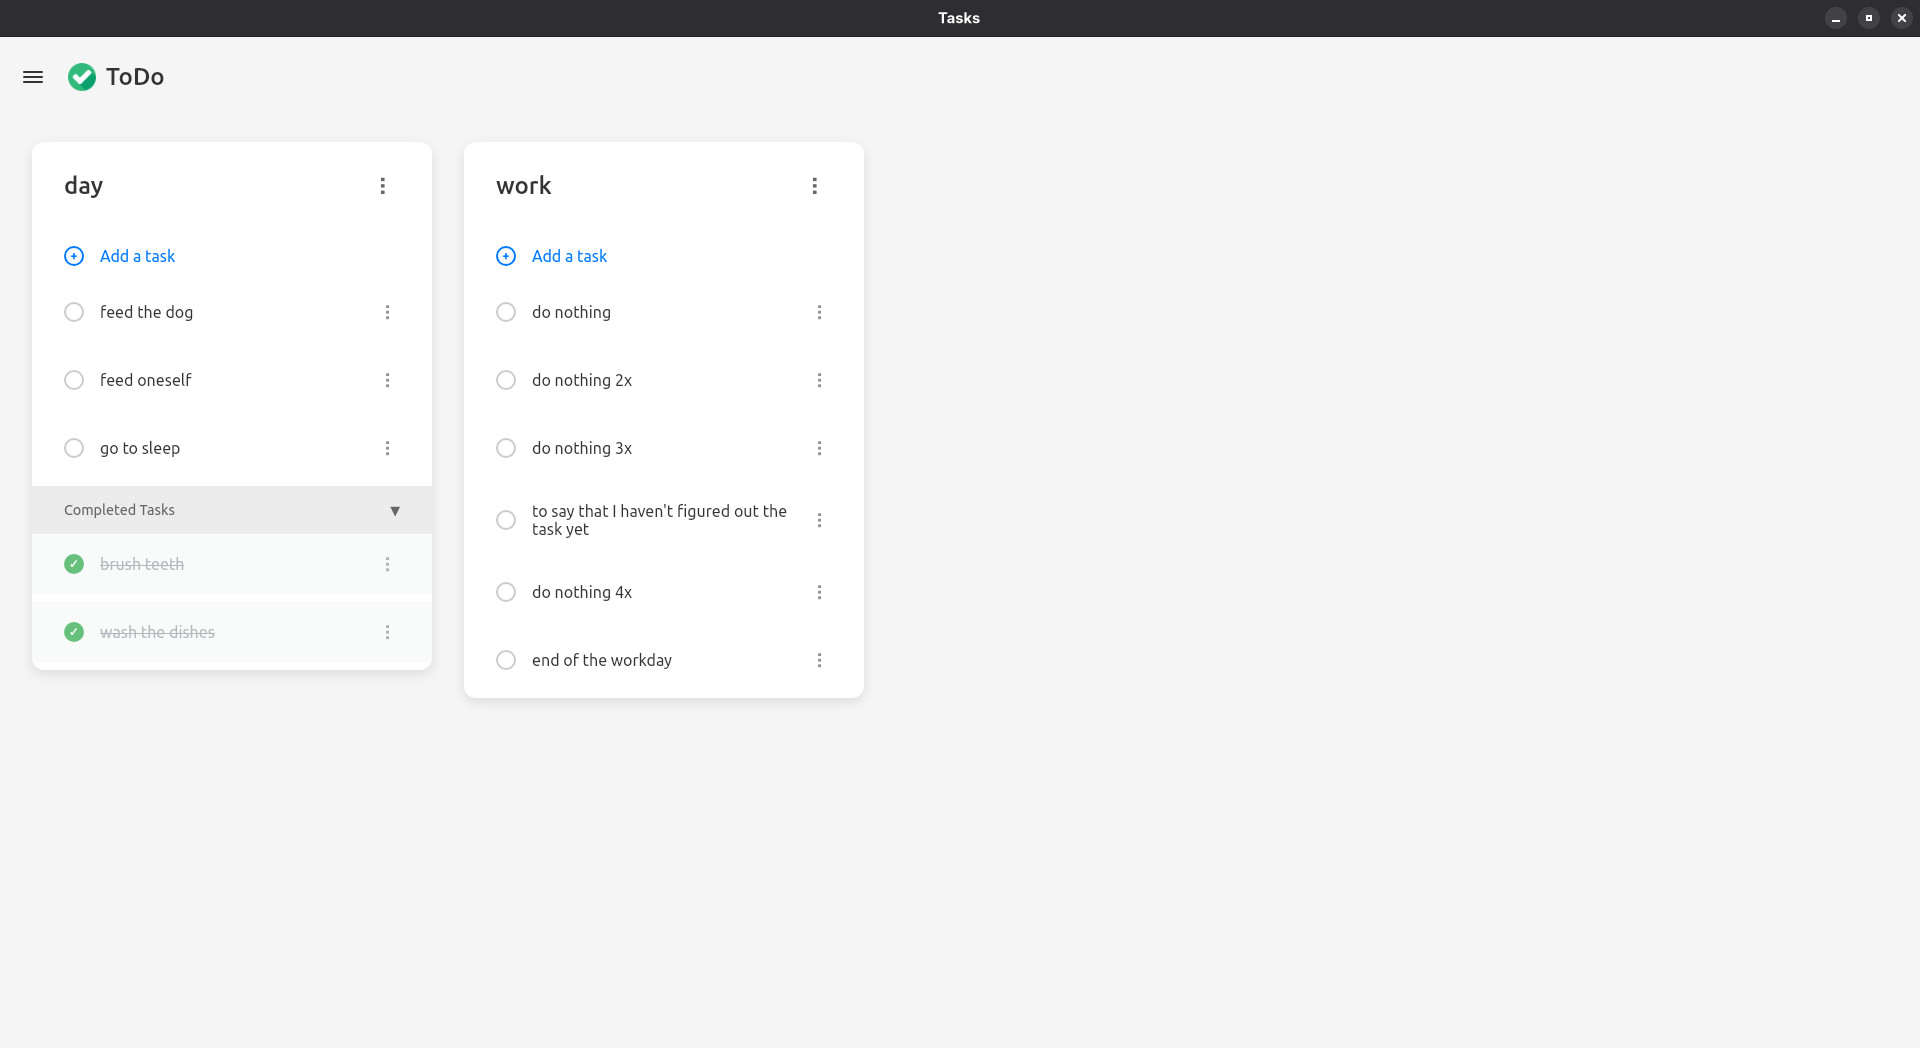 Tasks
ToDo
day
Add a task
feed the dog
feed oneself
go to sleep
Completed Tasks
brush teeth
wash the dishes
work
Add a task
do nothing
do nothing 2x
do nothing 3x
to say that I haven't figured out the
task yet
do nothing 4x
end of the workday